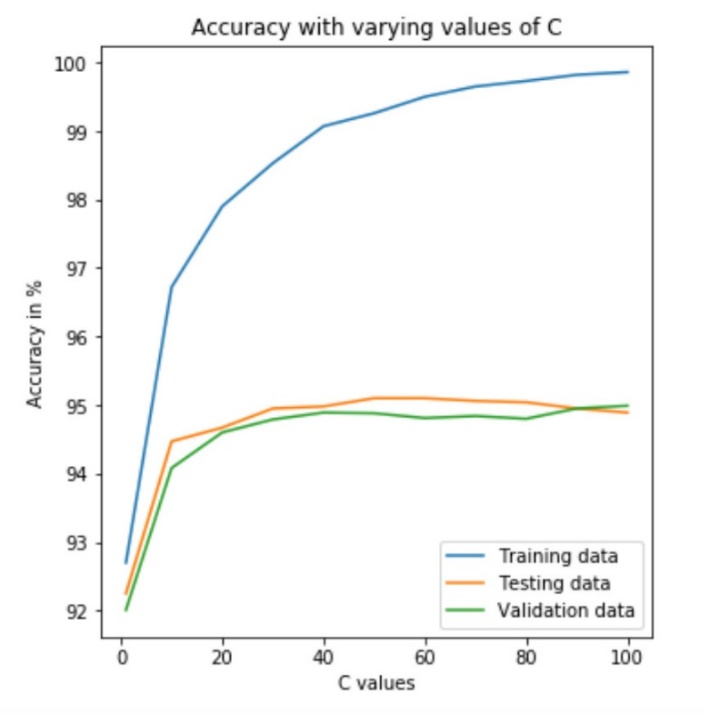 Accuracy with varying values of C
100
99
98
97
96
95
94
93
92
Accuracy in %
Training data
Testing data
Validation data
0 20 40 60 80 100
C values